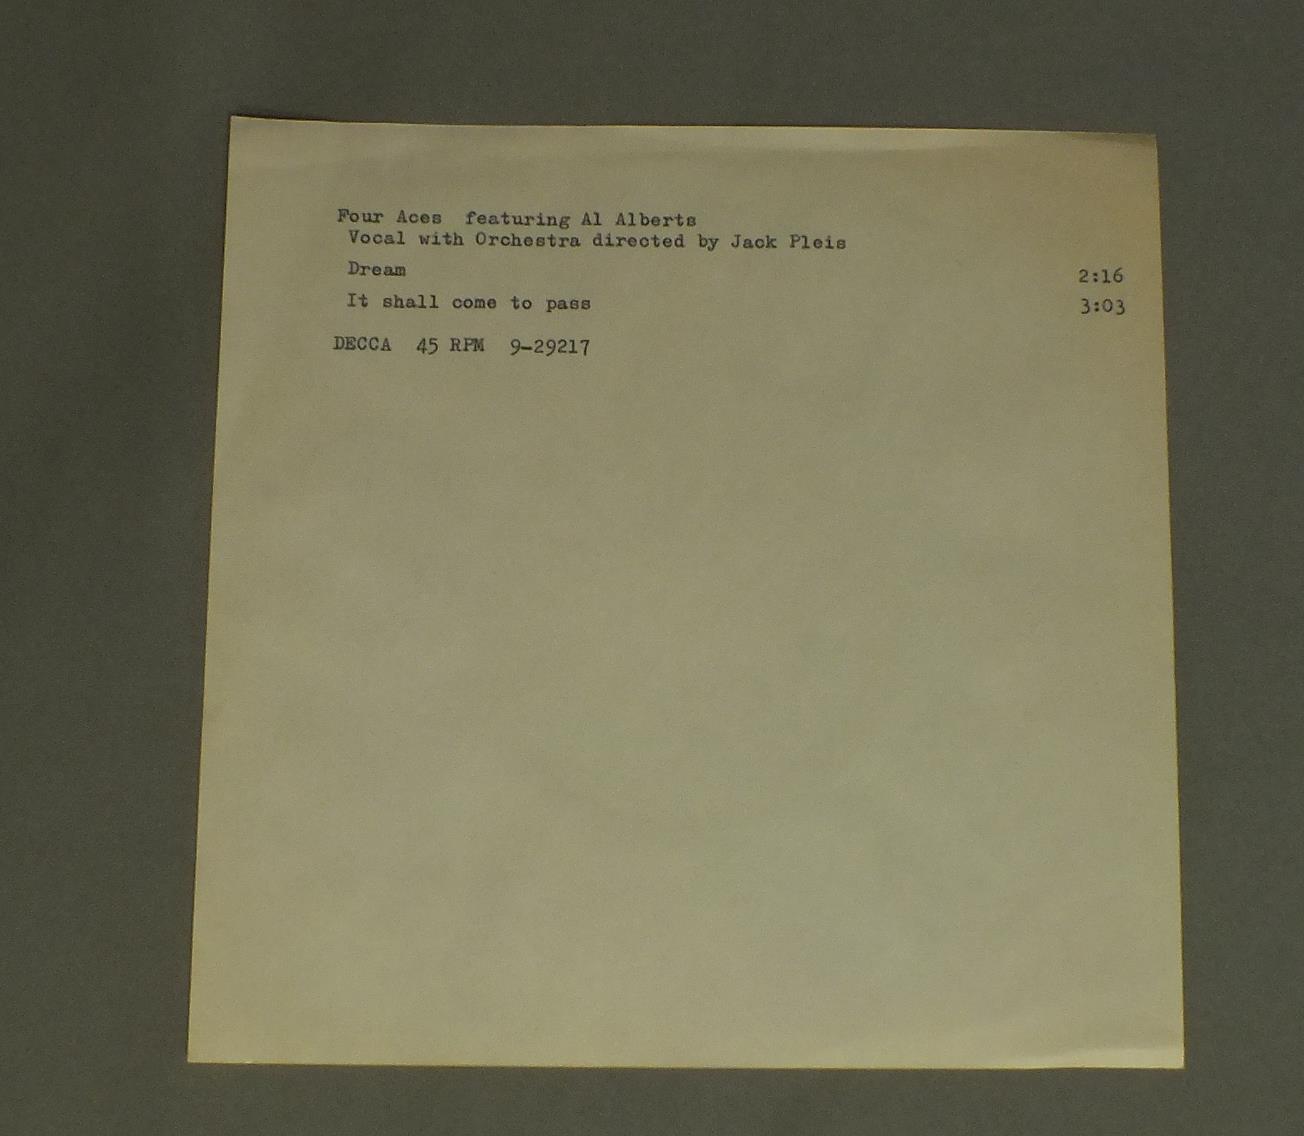 Four Aces  featuring Al Alberts
Vocal with Orchestra directed by Jack Pleis
Dream 2:16
It shall come to pass 3:03
DECCA  45 RPM  9-29217